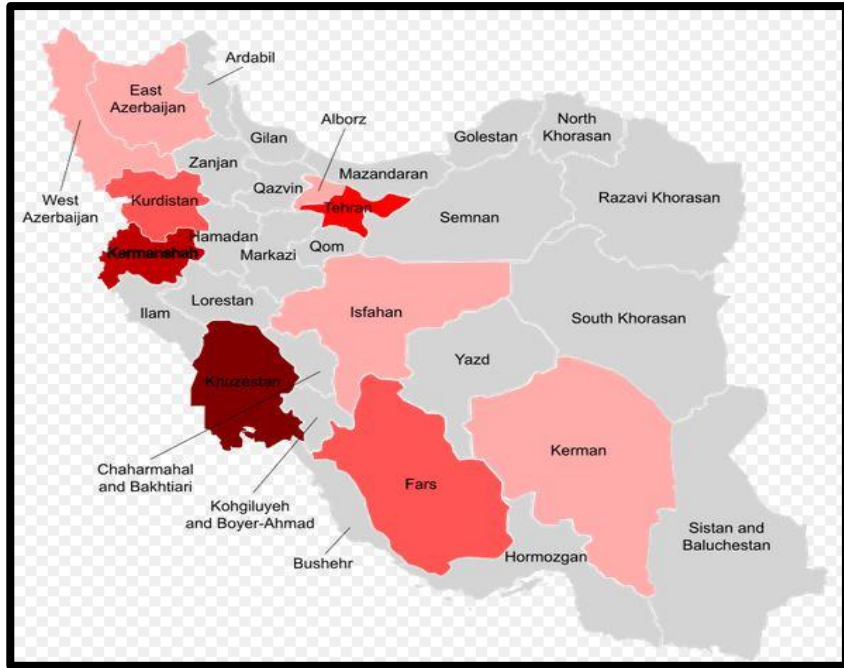 Ardabil
East
Azerbaijan
Gilan
Alborz
Golestan
North
Khorasan
Zanjan
Mazandaran
Qazvin
Razavi Khorasan
West
Azerbaijan
Kurdistan
Tehran
Semnan
Hamadan
Kermanshah
Markazi
Qom
Ilam
Lorestan
Isfahan
South Khorasan
Yazd
Khuzestan
Kerman
Chaharmahal
and Bakhtiari
Fars
Kohgiluyeh
and Boyer-Ahmad
Sistan and
Baluchestan
Bushehr
Hormozgan